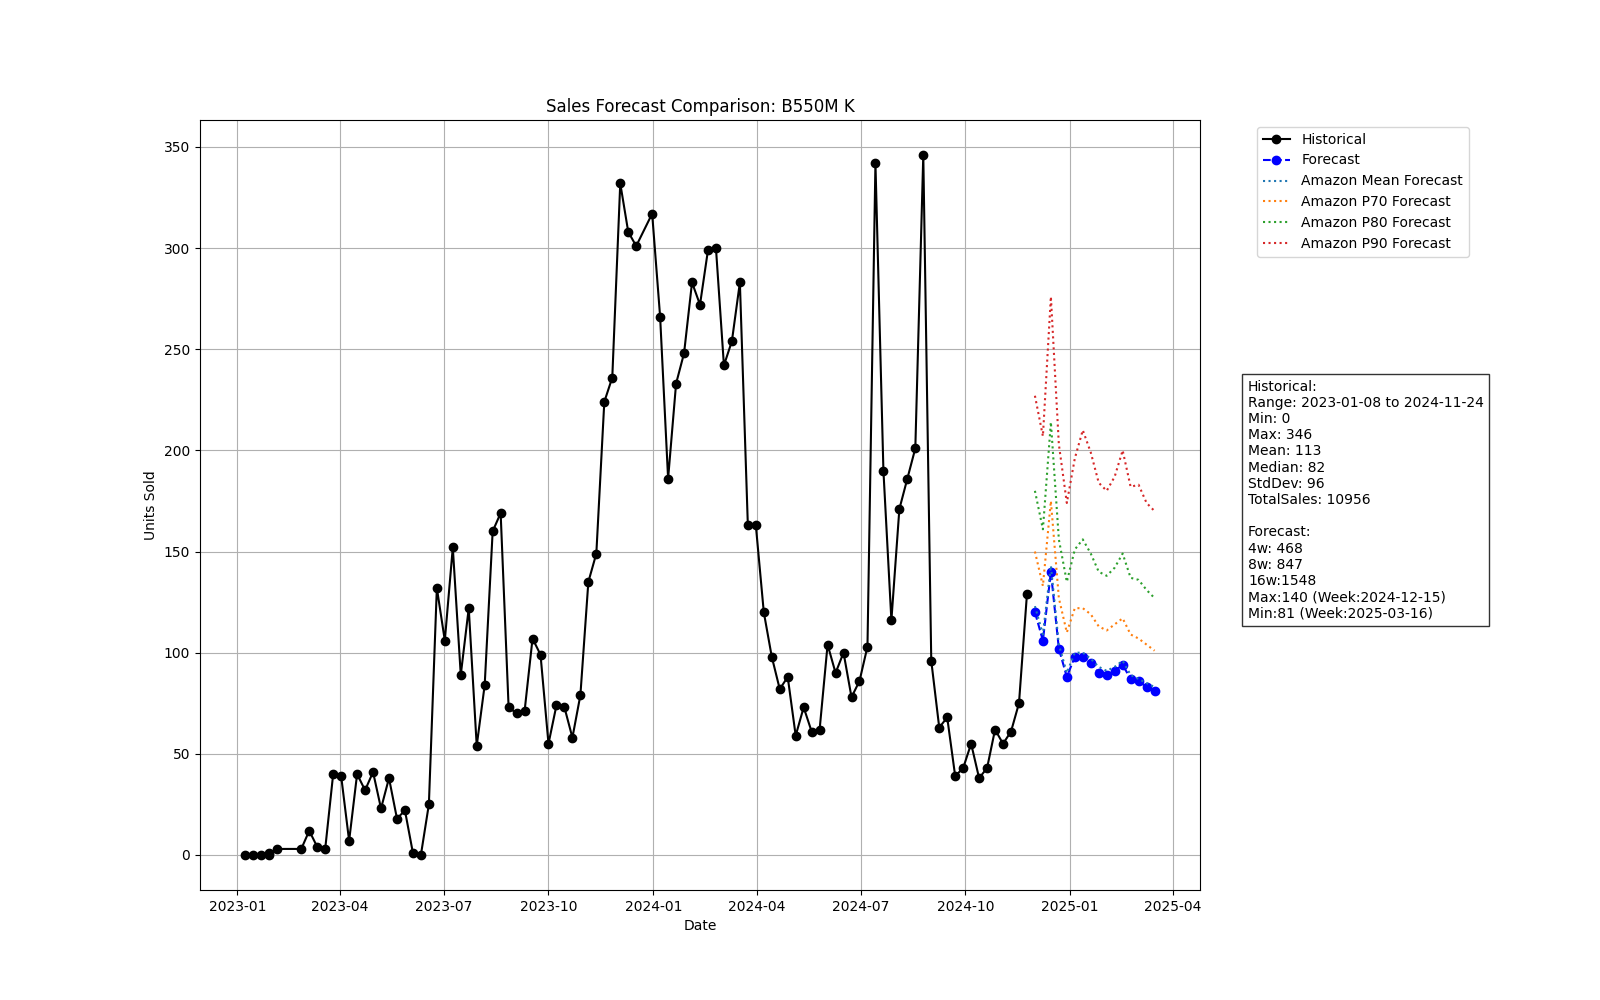 Sales Forecast Comparison: B550M K
350
300
250
200
150
100
50
0
Units Sold
2023-01
2023-04
2023-07
2023-10
2024-01
2024-04
2024-07
2024-10
2025-01
2025-04
Date
Historical
Forecast
Amazon Mean Forecast
Amazon P70 Forecast
Amazon P80 Forecast
Amazon P90 Forecast
Historical:
Range: 2023-01-08 to 2024-11-24
Min: 0
Max: 346
Mean: 113
Median: 82
StdDev: 96
TotalSales: 10956
Forecast:
4w: 468
8w: 847
16w:1548
Max:140 (Week:2024-12-15)
Min:81 (Week:2025-03-16)